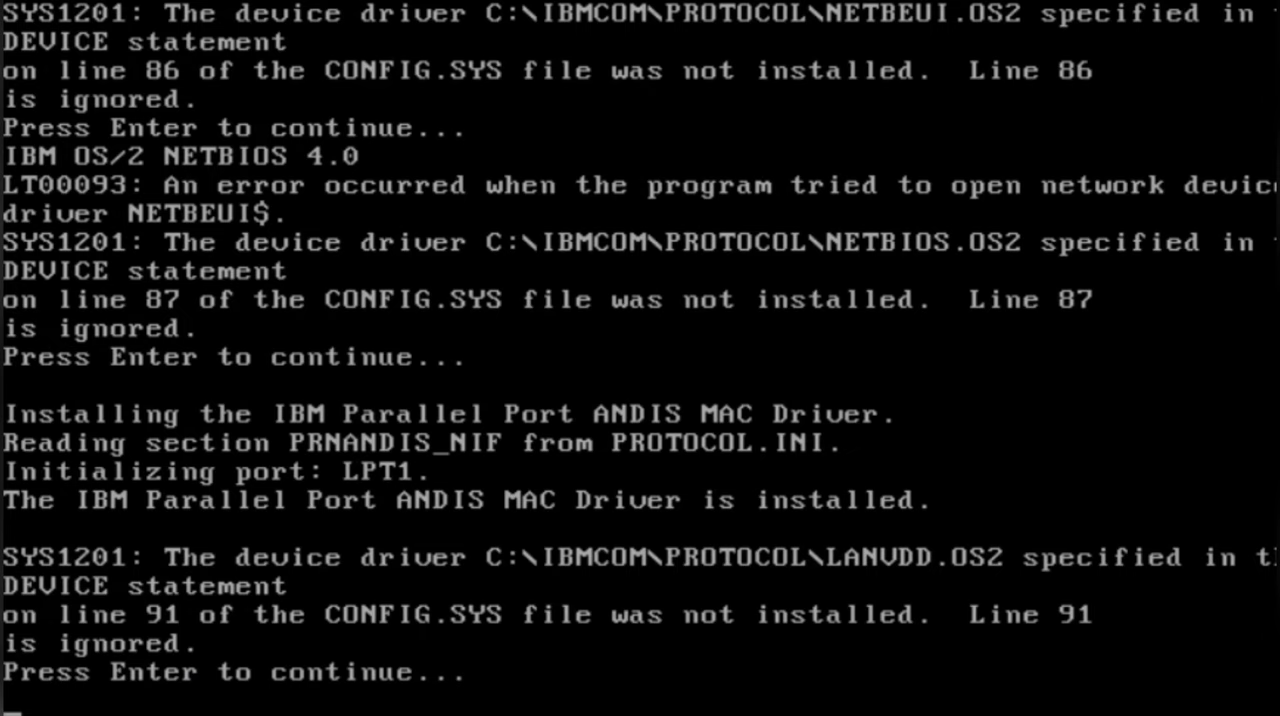 SYS1201: The device driver C:\IBMCOM\PROTOCOL\NETBEUI.OS2 specified in
DEVICE statement
on line 86 of the CONFIG.SYS file was not installed.  Line 86
is ignored.
Press Enter to continue...
IBM OS/2 NETBIOS 4.0
LT00093: An error occurred when the program tried to open network device
driver NETBEUI$.
SYS1201: The device driver C:\IBMCOM\PROTOCOL\NETBIOS.OS2 specified in
DEVICE statement
on line 87 of the CONFIG.SYS file was not installed.  Line 87
is ignored.
Press Enter to continue...
Installing the IBM Parallel Port ANDIS MAC Driver.
Reading section PRNANDIS_NIF from PROTOCOL.INI.
Initializing port: LPT1.
The IBM Parallel Port ANDIS MAC Driver is installed.
SYS1201: The device driver C:\IBMCOM\PROTOCOL\LANVDD.OS2 specified in
DEVICE statement
on line 91 of the CONFIG.SYS file was not installed.  Line 91
is ignored.
Press Enter to continue...